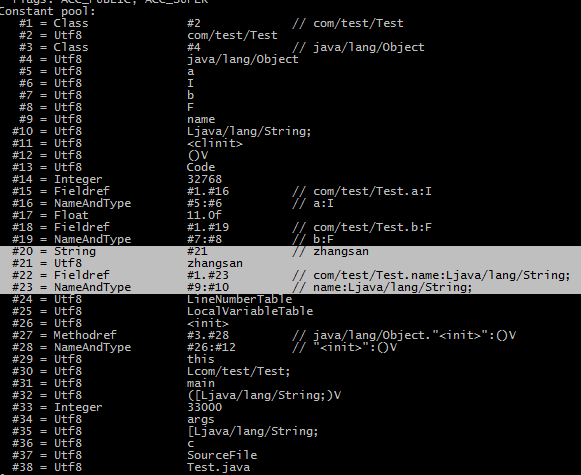 Constant pool:
#1 = Class #2 // com/test/Test
#2 = Utf8 com/test/Test
#3 = Class #4 // java/lang/Object
#4 = Utf8 java/lang/Object
#5 = Utf8 a
#6 = Utf8 I
#7 = Utf8 b
#8 = Utf8 F
#9 = Utf8 name
#10 = Utf8 Ljava/lang/String;
#11 = Utf8 <clinit>
#12 = Utf8 ()V
#13 = Utf8 Code
#14 = Integer 32768
#15 = Fieldref #1.#16 // com/test/Test.a:I
#16 = NameAndType #5:#6 // a:I
#17 = Float 11.0f
#18 = Fieldref #1.#19 // com/test/Test.b:F
#19 = NameAndType #7:#8 // b:F
#20 = String #21 // zhangsan
#21 = Utf8 zhangsan
#22 = Fieldref #1.#23 // com/test/Test.name:Ljava/lang/String;
#23 = NameAndType #9:#10 // name:Ljava/lang/String;
#24 = Utf8 LineNumberTable
#25 = Utf8 LocalVariableTable
#26 = Utf8 <init>
#27 = Methodref #3.#28 // java/lang/Object."<init>":()V
#28 = NameAndType #26:#12 // "<init>":()V
#29 = Utf8 this
#30 = Utf8 Lcom/test/Test;
#31 = Utf8 main
#32 = Utf8 ([Ljava/lang/String;)V
#33 = Integer 33000
#34 = Utf8 args
#35 = Utf8 [Ljava/lang/String;
#36 = Utf8 c
#37 = Utf8 SourceFile
#38 = Utf8 Test.java